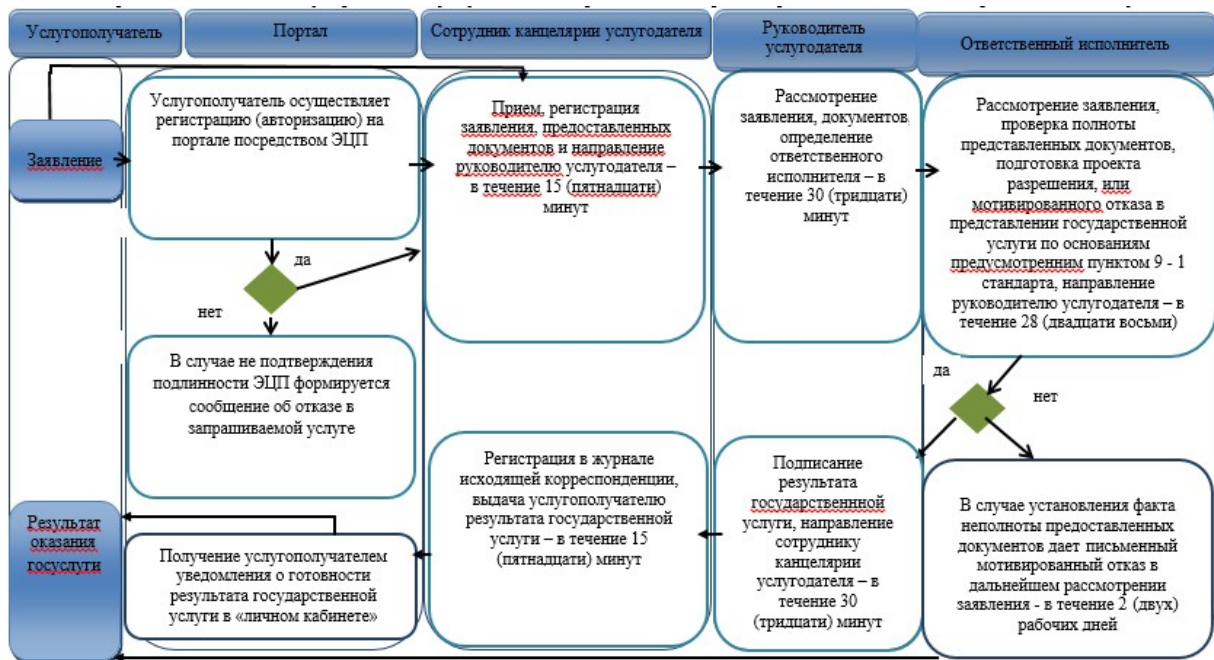 Услугополучатель
Портал
Сотрудник канцелярии услугодателя
Руководитель
услугодателя
Ответственный исполнитель
Заявление
Услугополучатель осуществляет
регистрацию (авторизацию) на
портале посредством ЭЦП
да
нет
В случае не подтверждения
подлинности ЭЦП формируется
сообщение об отказе в
запрашиваемой услуге
Прием, регистрация
заявления, предоставленных
документов и направление
руководителю услугодателя –
в течение 15 (пятнадцати)
минут
Рассмотрение
заявления, документов,
определение
ответственного
исполнителя – в
течение 30 (тридцати)
минут
Рассмотрение заявления,
проверка полноты
представленных документов,
подготовка проекта
разрешения, или
мотивированного отказа в
представлении государственной
услуги по основаниям
предусмотренним пунктом 9 - 1
стандарта, направление
руководителю услугодателя – в
течение 28 (двадцати восьми)
да
нет
В случае установления факта
неполноты предоставленных
документов дает письменный
мотивированный отказ в
дальнейшем рассмотрении
заявления - в течение 2 (двух)
рабочих дней
Подписание
результата
государственнной
услуги, направление
сотруднику
канцелярии
услугодателя – в
течение 30
(тридцати) минут
Регистрация в журнале
исходящей корреспонденции,
выдача услугополучателю
результата государственной
услуги – в течение 15
(пятнадцати) минут
Получение услугополучателем
уведомления о готовности
результата государственной
услуги в «личном кабинете»
Результат
оказания
госуслуги